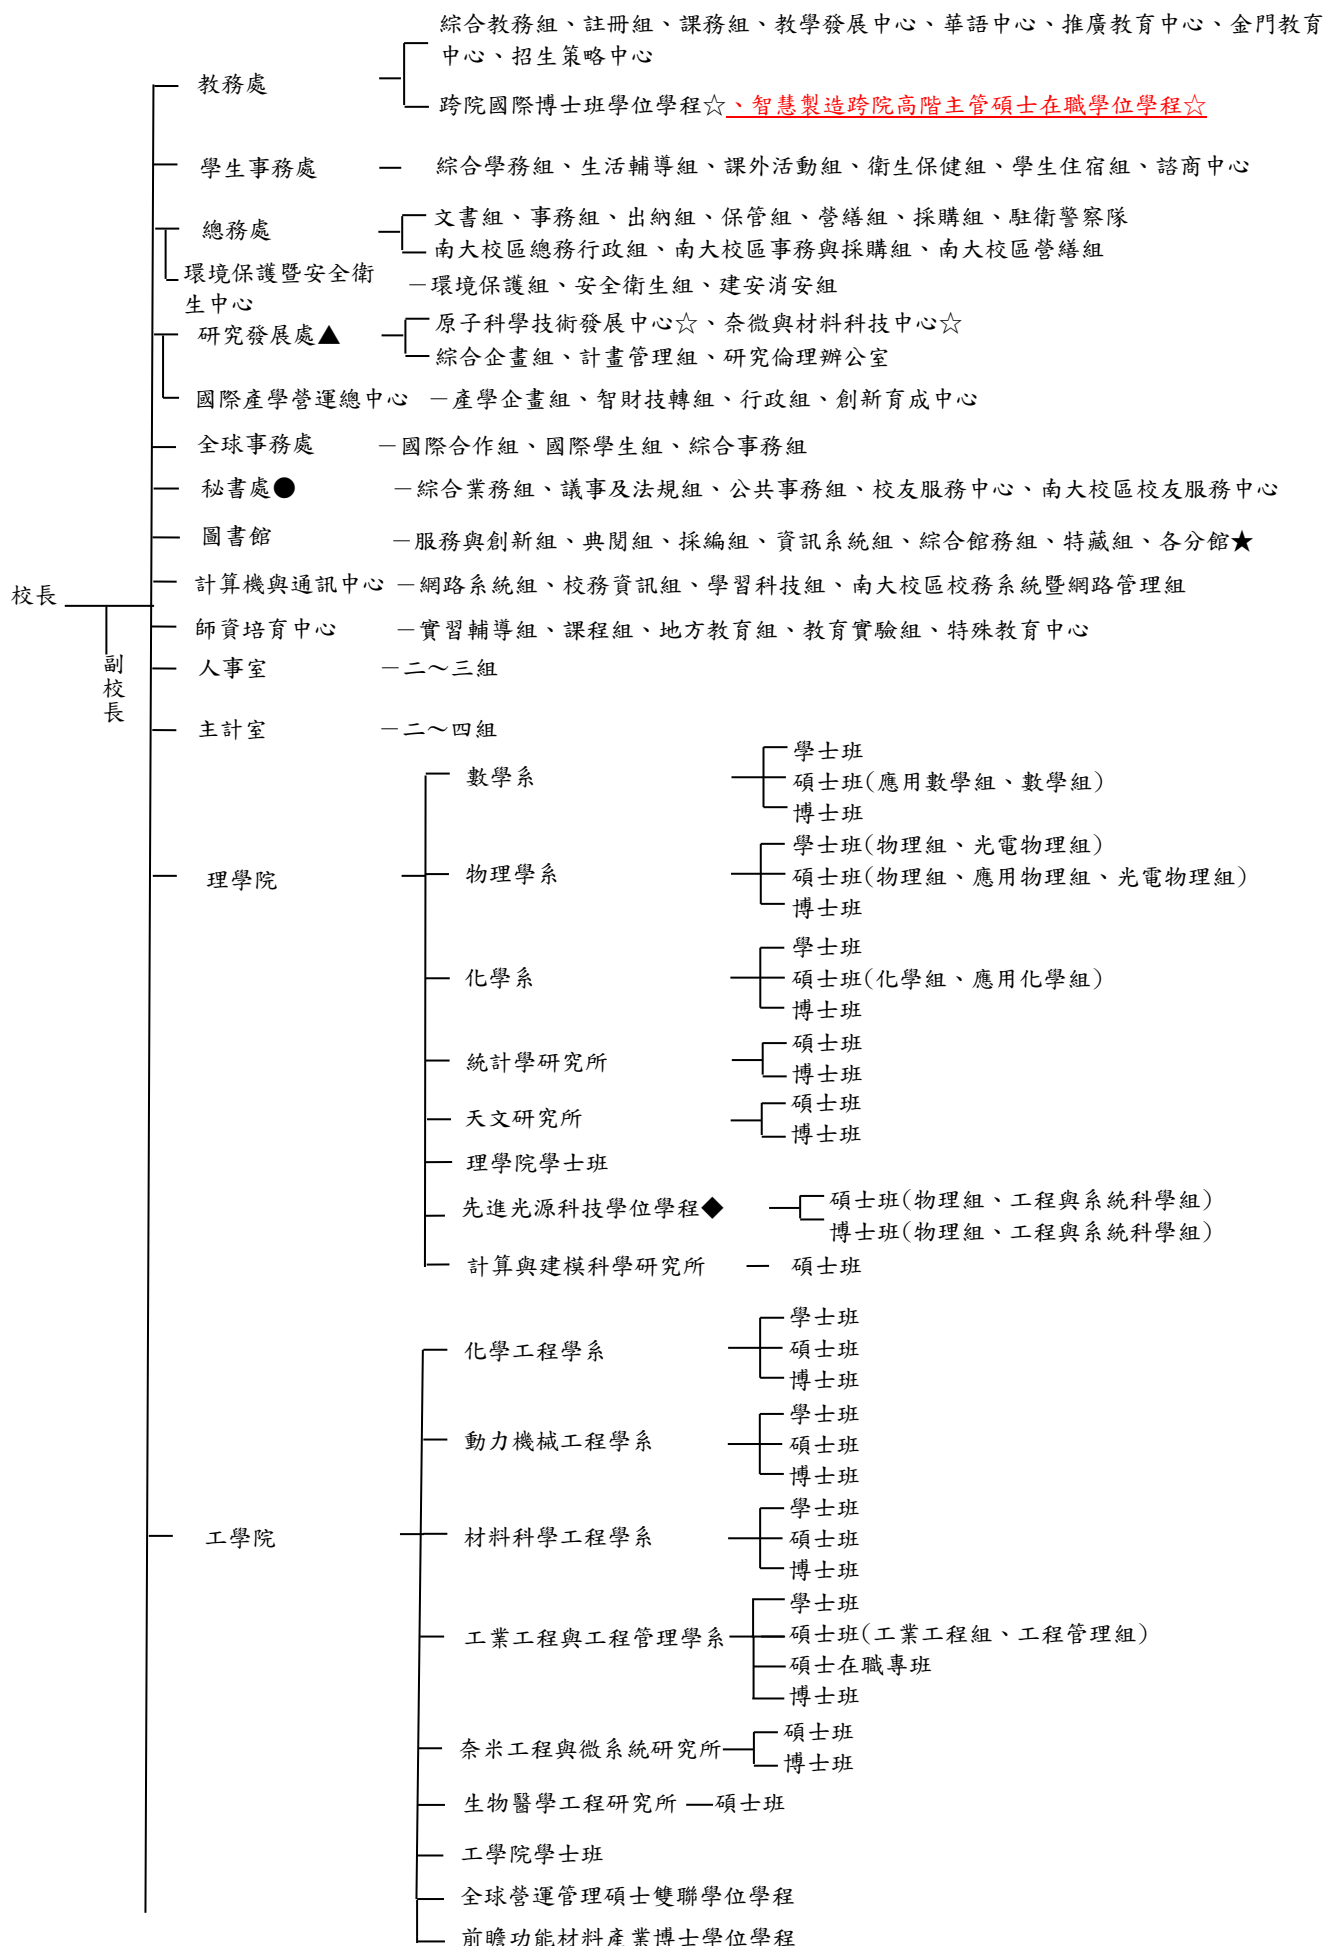 綜合教務組、註冊組、課務組、教學發展中心、華語中心、推廣教育中心、金門教育
中心、招生策略中心
教務處
跨院國際博士班學位學程☆、智慧製造跨院高階主管碩士在職學位學程☆
學生事務處 — 綜合學務組、生活輔導組、課外活動組、衛生保健組、學生住宿組、諮商中心
文書組、事務組、出納組、保管組、營繕組、採購組、駐衛警察隊
總務處
南大校區總務行政組、南大校區事務與採購組、南大校區營繕組
環境保護暨安全衛
生中心
－環境保護組、安全衛生組、建安消安組
原子科學技術發展中心☆、奈微與材料科技中心☆
研究發展處▲
綜合企畫組、計畫管理組、研究倫理辦公室
國際產學營運總中心 －產學企畫組、智財技轉組、行政組、創新育成中心
全球事務處 －國際合作組、國際學生組、綜合事務組
秘書處● －綜合業務組、議事及法規組、公共事務組、校友服務中心、南大校區校友服務中心
圖書館 －服務與創新組、典閱組、採編組、資訊系統組、綜合館務組、特藏組、各分館★
計算機與通訊中心 －網路系統組、校務資訊組、學習科技組、南大校區校務系統暨網路管理組
校長
師資培育中心 －實習輔導組、課程組、地方教育組、教育實驗組、特殊教育中心
副校長
人事室 －二～三組
主計室 －二～四組
學士班
數學系
碩士班(應用數學組、數學組)
博士班
學士班(物理組、光電物理組)
理學院
物理學系
碩士班(物理組、應用物理組、光電物理組)
博士班
學士班
化學系
碩士班(化學組、應用化學組)
博士班
碩士班
統計學研究所
博士班
碩士班
天文研究所
博士班
理學院學士班
先進光源科技學位學程◆
碩士班(物理組、工程與系統科學組)
博士班(物理組、工程與系統科學組)
計算與建模科學研究所 — 碩士班
學士班
化學工程學系
碩士班
博士班
學士班
動力機械工程學系
碩士班
博士班
學士班
工學院
材料科學工程學系
碩士班
博士班
學士班
工業工程與工程管理學系
碩士班(工業工程組、工程管理組)
碩士在職專班
博士班
碩士班
奈米工程與微系統研究所
博士班
生物醫學工程研究所 —碩士班
工學院學士班
全球營運管理碩士雙聯學位學程
前瞻功能材料產業博士學位學程